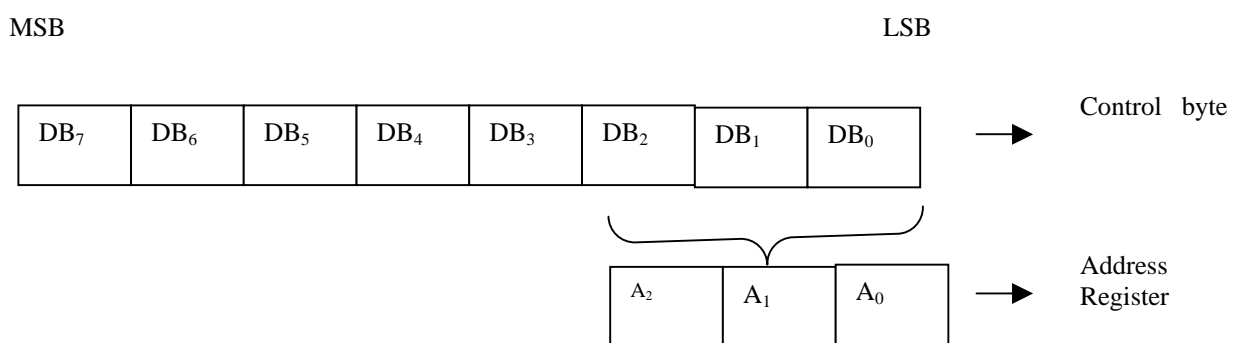 MSB LSB
DB₇ DB₆ DB₅ DB₄ DB₃ DB₂ DB₁ DB₀ Control byte
A₂ A₁ A₀ Address
Register